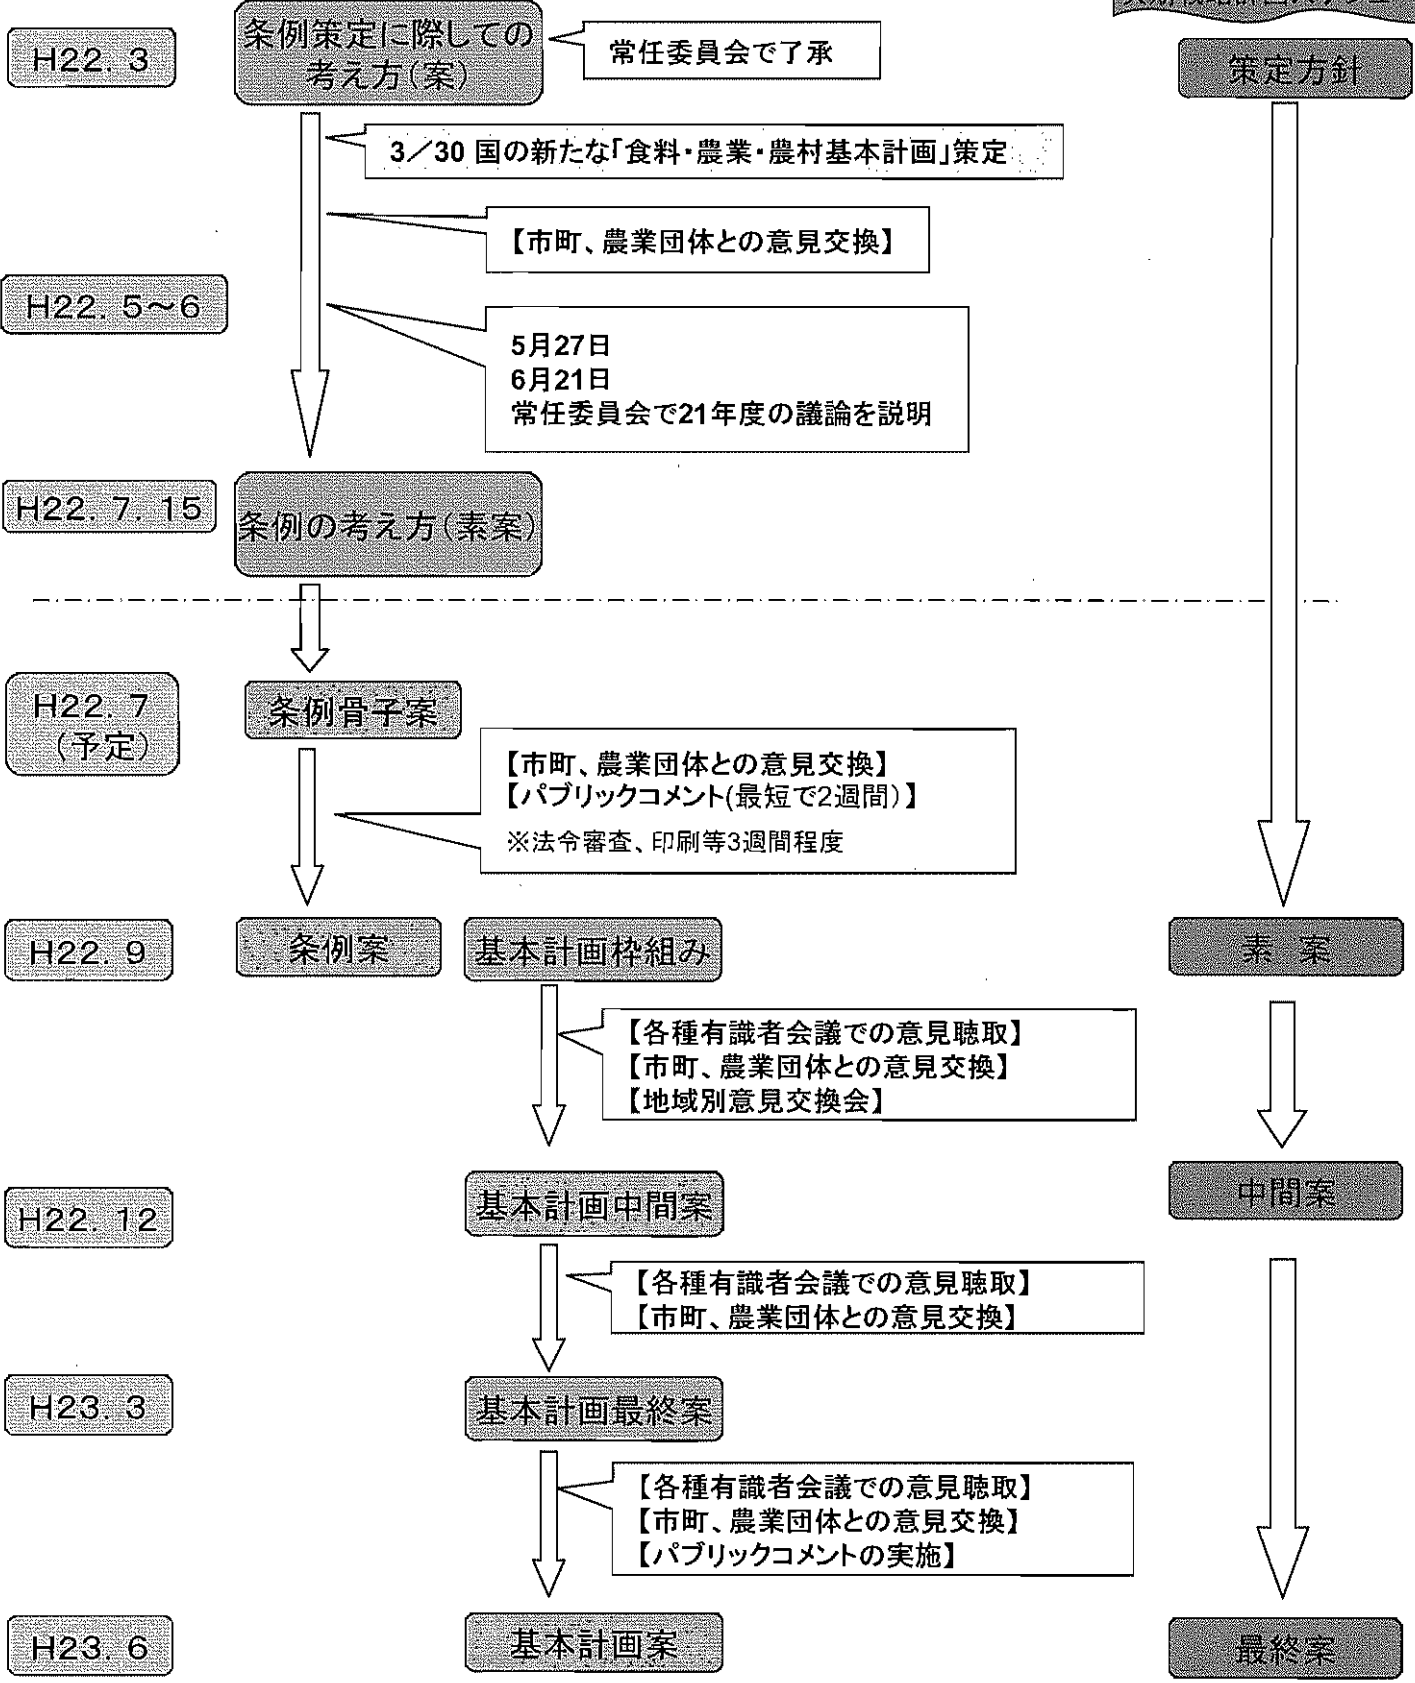 H22. 3
条例策定に際しての
考え方(案)
常任委員会で了承
策定方針
3/30 国の新たな「食料・農業・農村基本計画」策定
【市町、農業団体との意見交換】
H22. 5~6
5月27日
6月21日
常任委員会で21年度の議論を説明
H22. 7. 15
条例の考え方(素案)
H22. 7
(予定)
条例骨子案
【市町、農業団体との意見交換】
【パブリックコメント(最短で2週間)】
※法令審査、印刷等3週間程度
H22. 9
条例案
基本計画枠組み
素 案
【各種有識者会議での意見聴取】
【市町、農業団体との意見交換】
【地域別意見交換会】
H22. 12
基本計画中間案
中間案
【各種有識者会議での意見聴取】
【市町、農業団体との意見交換】
H23. 3
基本計画最終案
【各種有識者会議での意見聴取】
【市町、農業団体との意見交換】
【パブリックコメントの実施】
H23. 6
基本計画案
最終案